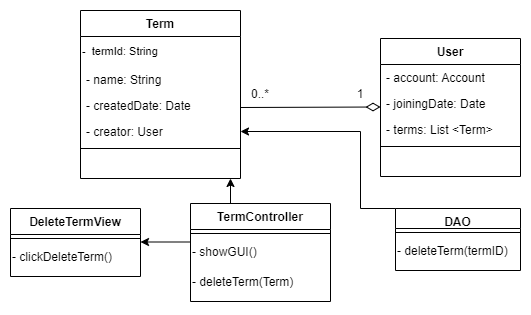 Term
- termId: String
- name: String
- createdDate: Date
- creator: User
0..*
1
User
- account: Account
- joiningDate: Date
- terms: List <Term>
DeleteTermView
- clickDeleteTerm()
TermController
- showGUI()
- deleteTerm(Term)
DAO
- deleteTerm(termID)